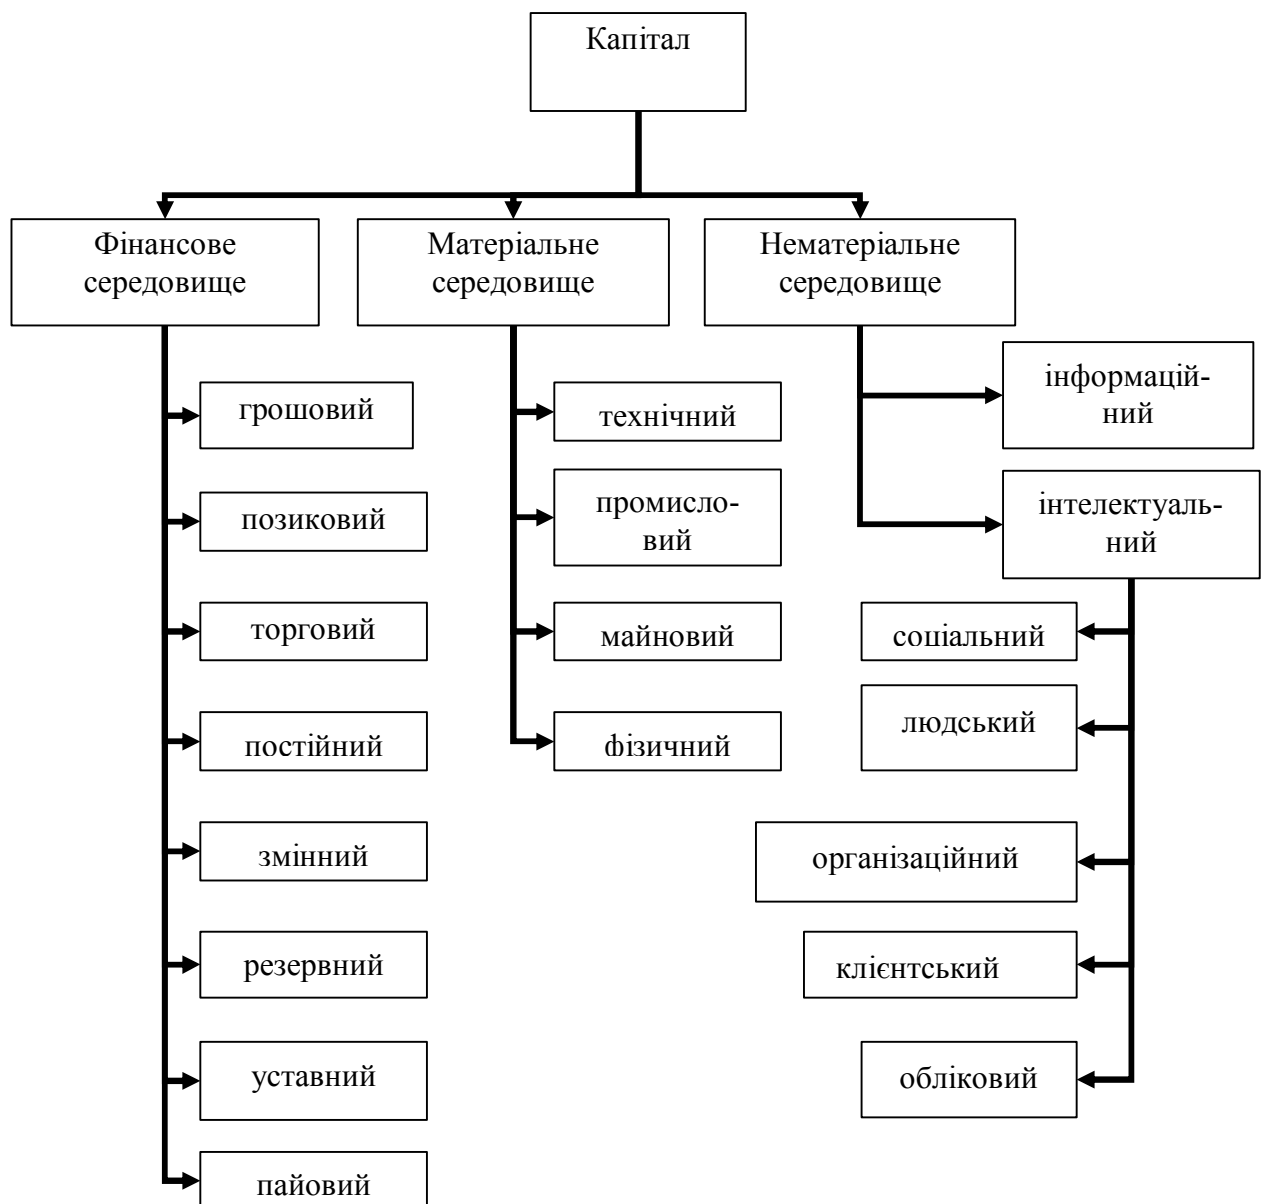 Капітал
Фінансове
середовище
Матеріальне
середовище
Нематеріальне
середовище
грошовий
позиковий
торговий
постійний
змінний
резервний
уставний
пайовий
технічний
промисло-
вий
майновий
фізичний
інформацій-
ний
інтелектуаль-
ний
соціальний
людський
організаційний
клієнтський
обліковий